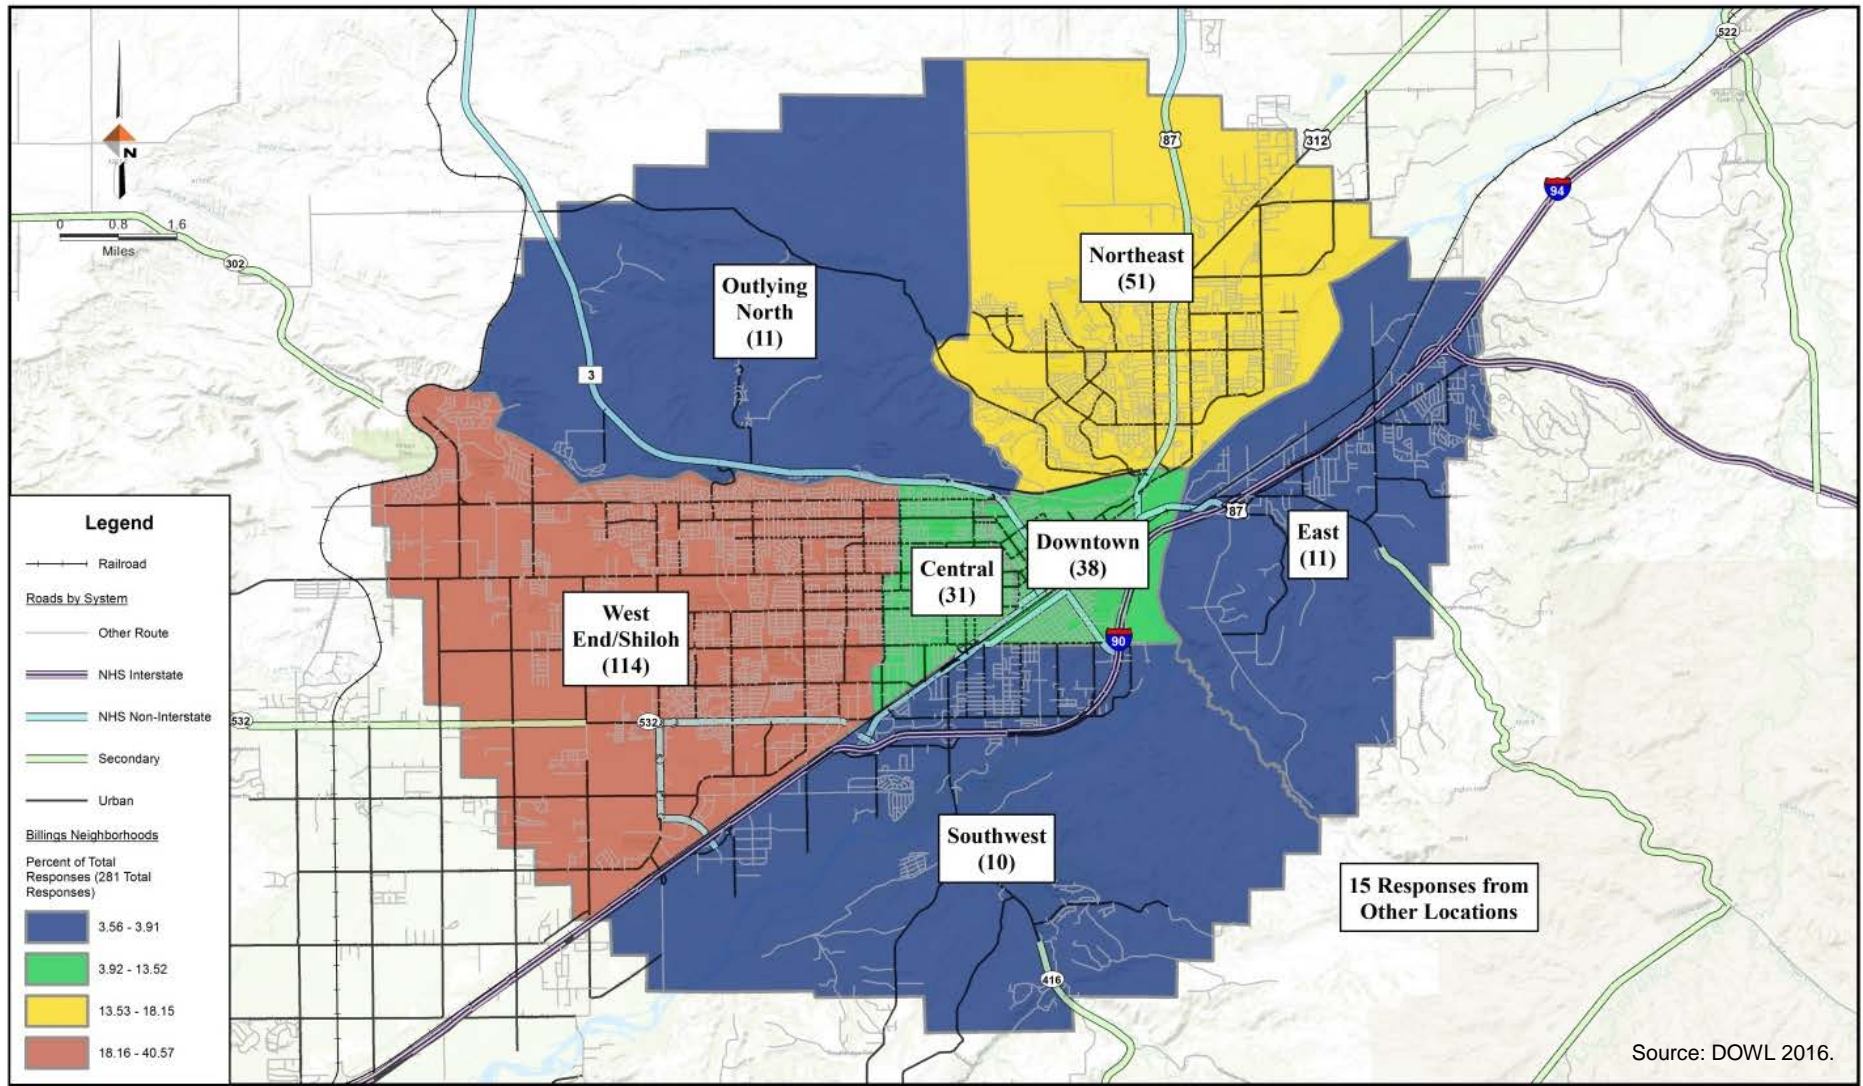 522
87
312
94
N
0 0.8 1.6
Miles
302
Northeast
(51)
Outlying
North
(11)
3
87
East
(11)
Downtown
(38)
Central
(31)
West
End/Shiloh
(114)
90
532
532
Southwest
(10)
416
15 Responses from
Other Locations
Legend
Railroad
Roads by System
Other Route
NHS Interstate
NHS Non-Interstate
Secondary
Urban
Billings Neighborhoods
Percent of Total
Responses (281 Total
Responses)
3.56 - 3.91
3.92 - 13.52
13.53 - 18.15
18.16 - 40.57
Source: DOWL 2016.